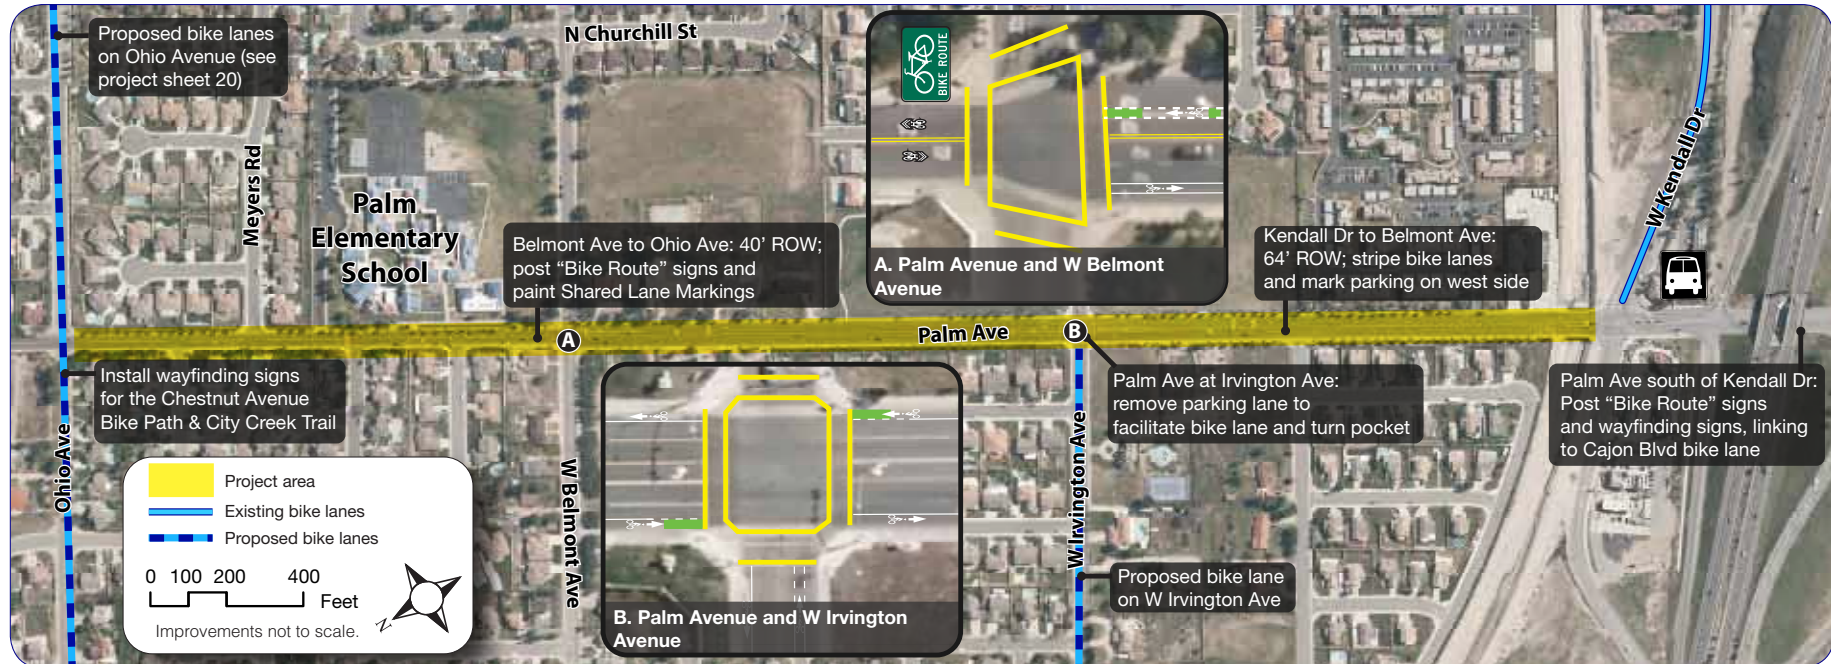 Proposed bike lanes
on Ohio Avenue (see
project sheet 20)
N Churchill St
BIKE ROUTE
Meyers Rd
Palm
Elementary
School
Belmont Ave to Ohio Ave: 40’ ROW;
post “Bike Route” signs and
paint Shared Lane Markings
A. Palm Avenue and W Belmont
Avenue
Kendall Dr to Belmont Ave:
64’ ROW; stripe bike lanes
and mark parking on west side
W Kendall Dr
A
Palm Ave
B
Install wayfinding signs
for the Chestnut Avenue
Bike Path & City Creek Trail
Palm Ave at Irvington Ave:
remove parking lane to
facilitate bike lane and turn pocket
Palm Ave south of Kendall Dr:
Post “Bike Route” signs
and wayfinding signs, linking
to Cajon Blvd bike lane
Ohio Ave
W Belmont Ave
W Irvington Ave
Project area
Existing bike lanes
Proposed bike lanes
0 100 200 400
Feet
N
Improvements not to scale.
B. Palm Avenue and W Irvington
Avenue
Proposed bike lane
on W Irvington Ave